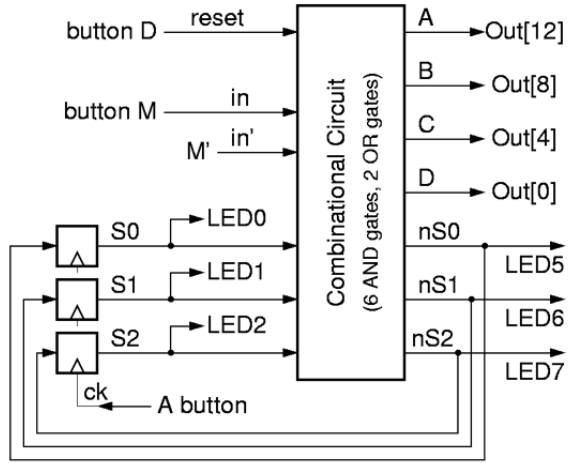 button D
reset
A
Out[12]
B
Out[8]
button M
in
M'
in'
C
Out[4]
D
Out[0]
Combinational Circuit
(6 AND gates, 2 OR gates)
S0
LED0
nS0
LED5
S1
LED1
nS1
LED6
S2
LED2
nS2
LED7
ck
A button